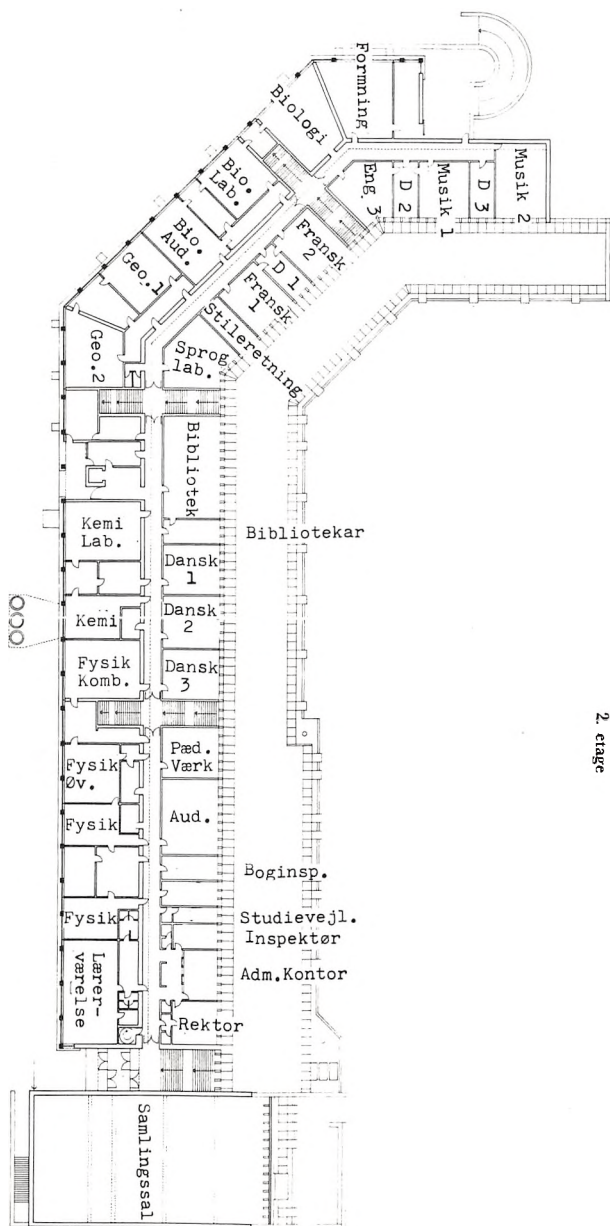 Formning
Biologi
Bio.
Lab.
Bio.
Aud.
Geo.1
Geo.2
Musik 2
D 3
Musik 1
D 2
Eng.
3
Fransk
2
D 1
Fransk
1
Stileretning
Sprog
lab.
Bibliotek
Bibliotekar
Kemi
Lab.
Dansk
1
Kemi
Dansk
2
Fysik
Komb.
Dansk
3
2. etage
Pæd.
Værk
Fysik
Øv.
Aud.
Fysik
Boginsp.
Fysik
Studievejl.
Inspektør
Adm.Kontor
Lærer-
værelse
Rektor
Samlingssal